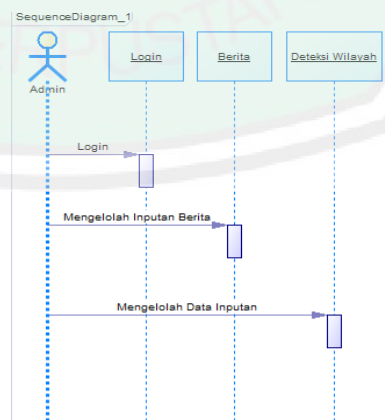 SequenceDiagram_1
Login
Berita
Deteksi Wilayah
Admin
Login
Mengelolah Inputan Berita
Mengelolah Data Inputan